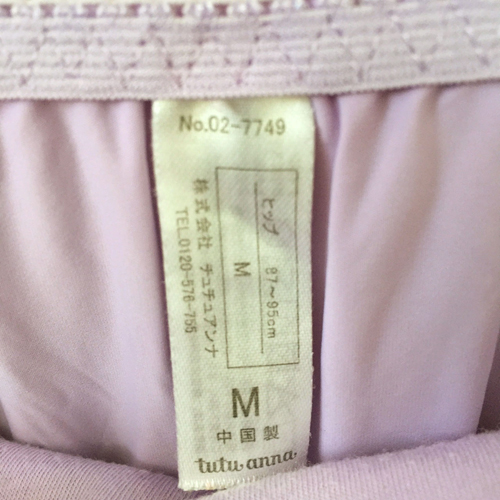 No.02-7749
ヒップ 87~95cm
M
株式会社 チュチュアンナ
TEL.0120-576-755
M
中国製
tutu anna